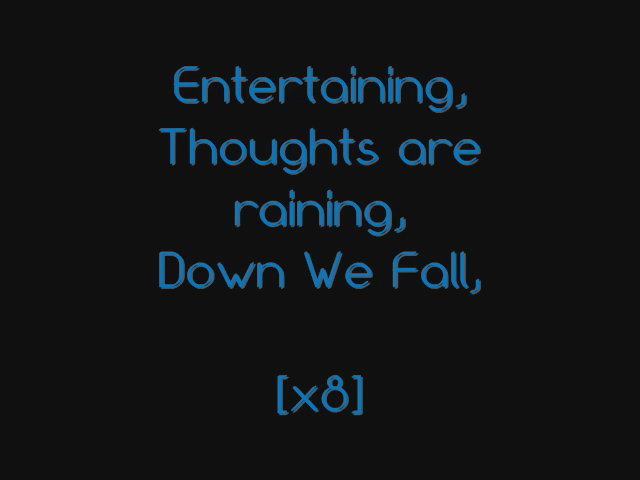 Entertaining,
Thoughts are
raining,
Down We Fall,
[x8]